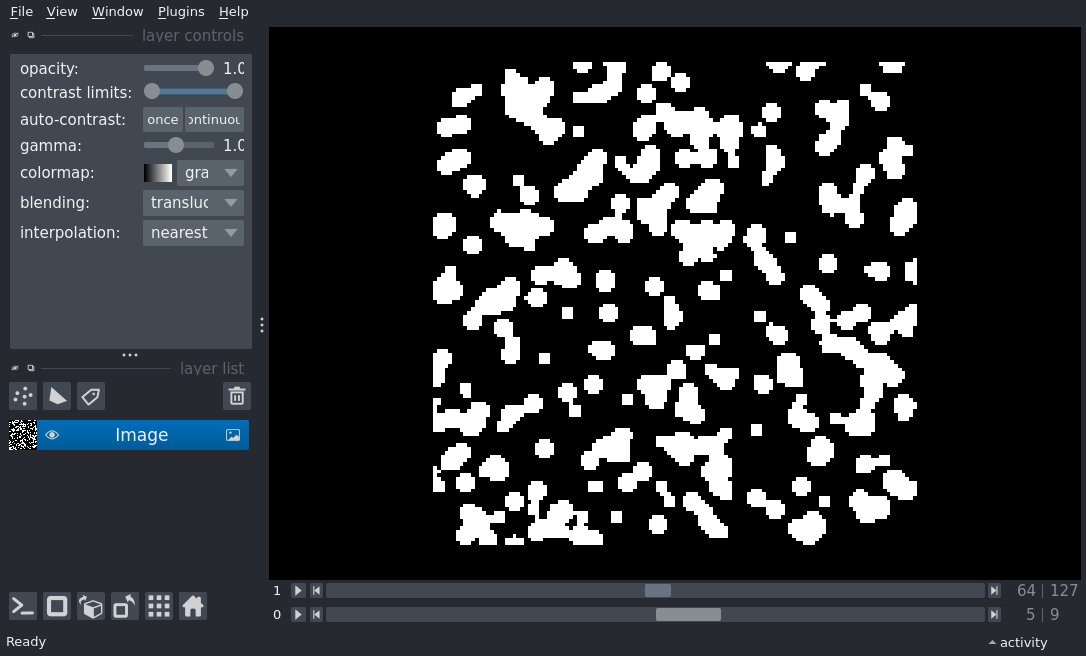 File View Window Plugins Help
layer controls
opacity: 1.0
contrast limits:
auto-contrast: once ontinuou
gamma: 1.0
colormap: gra
blending: transluc
interpolation: nearest
layer list
Image
1 64 | 127
0 5 | 9
Ready activity